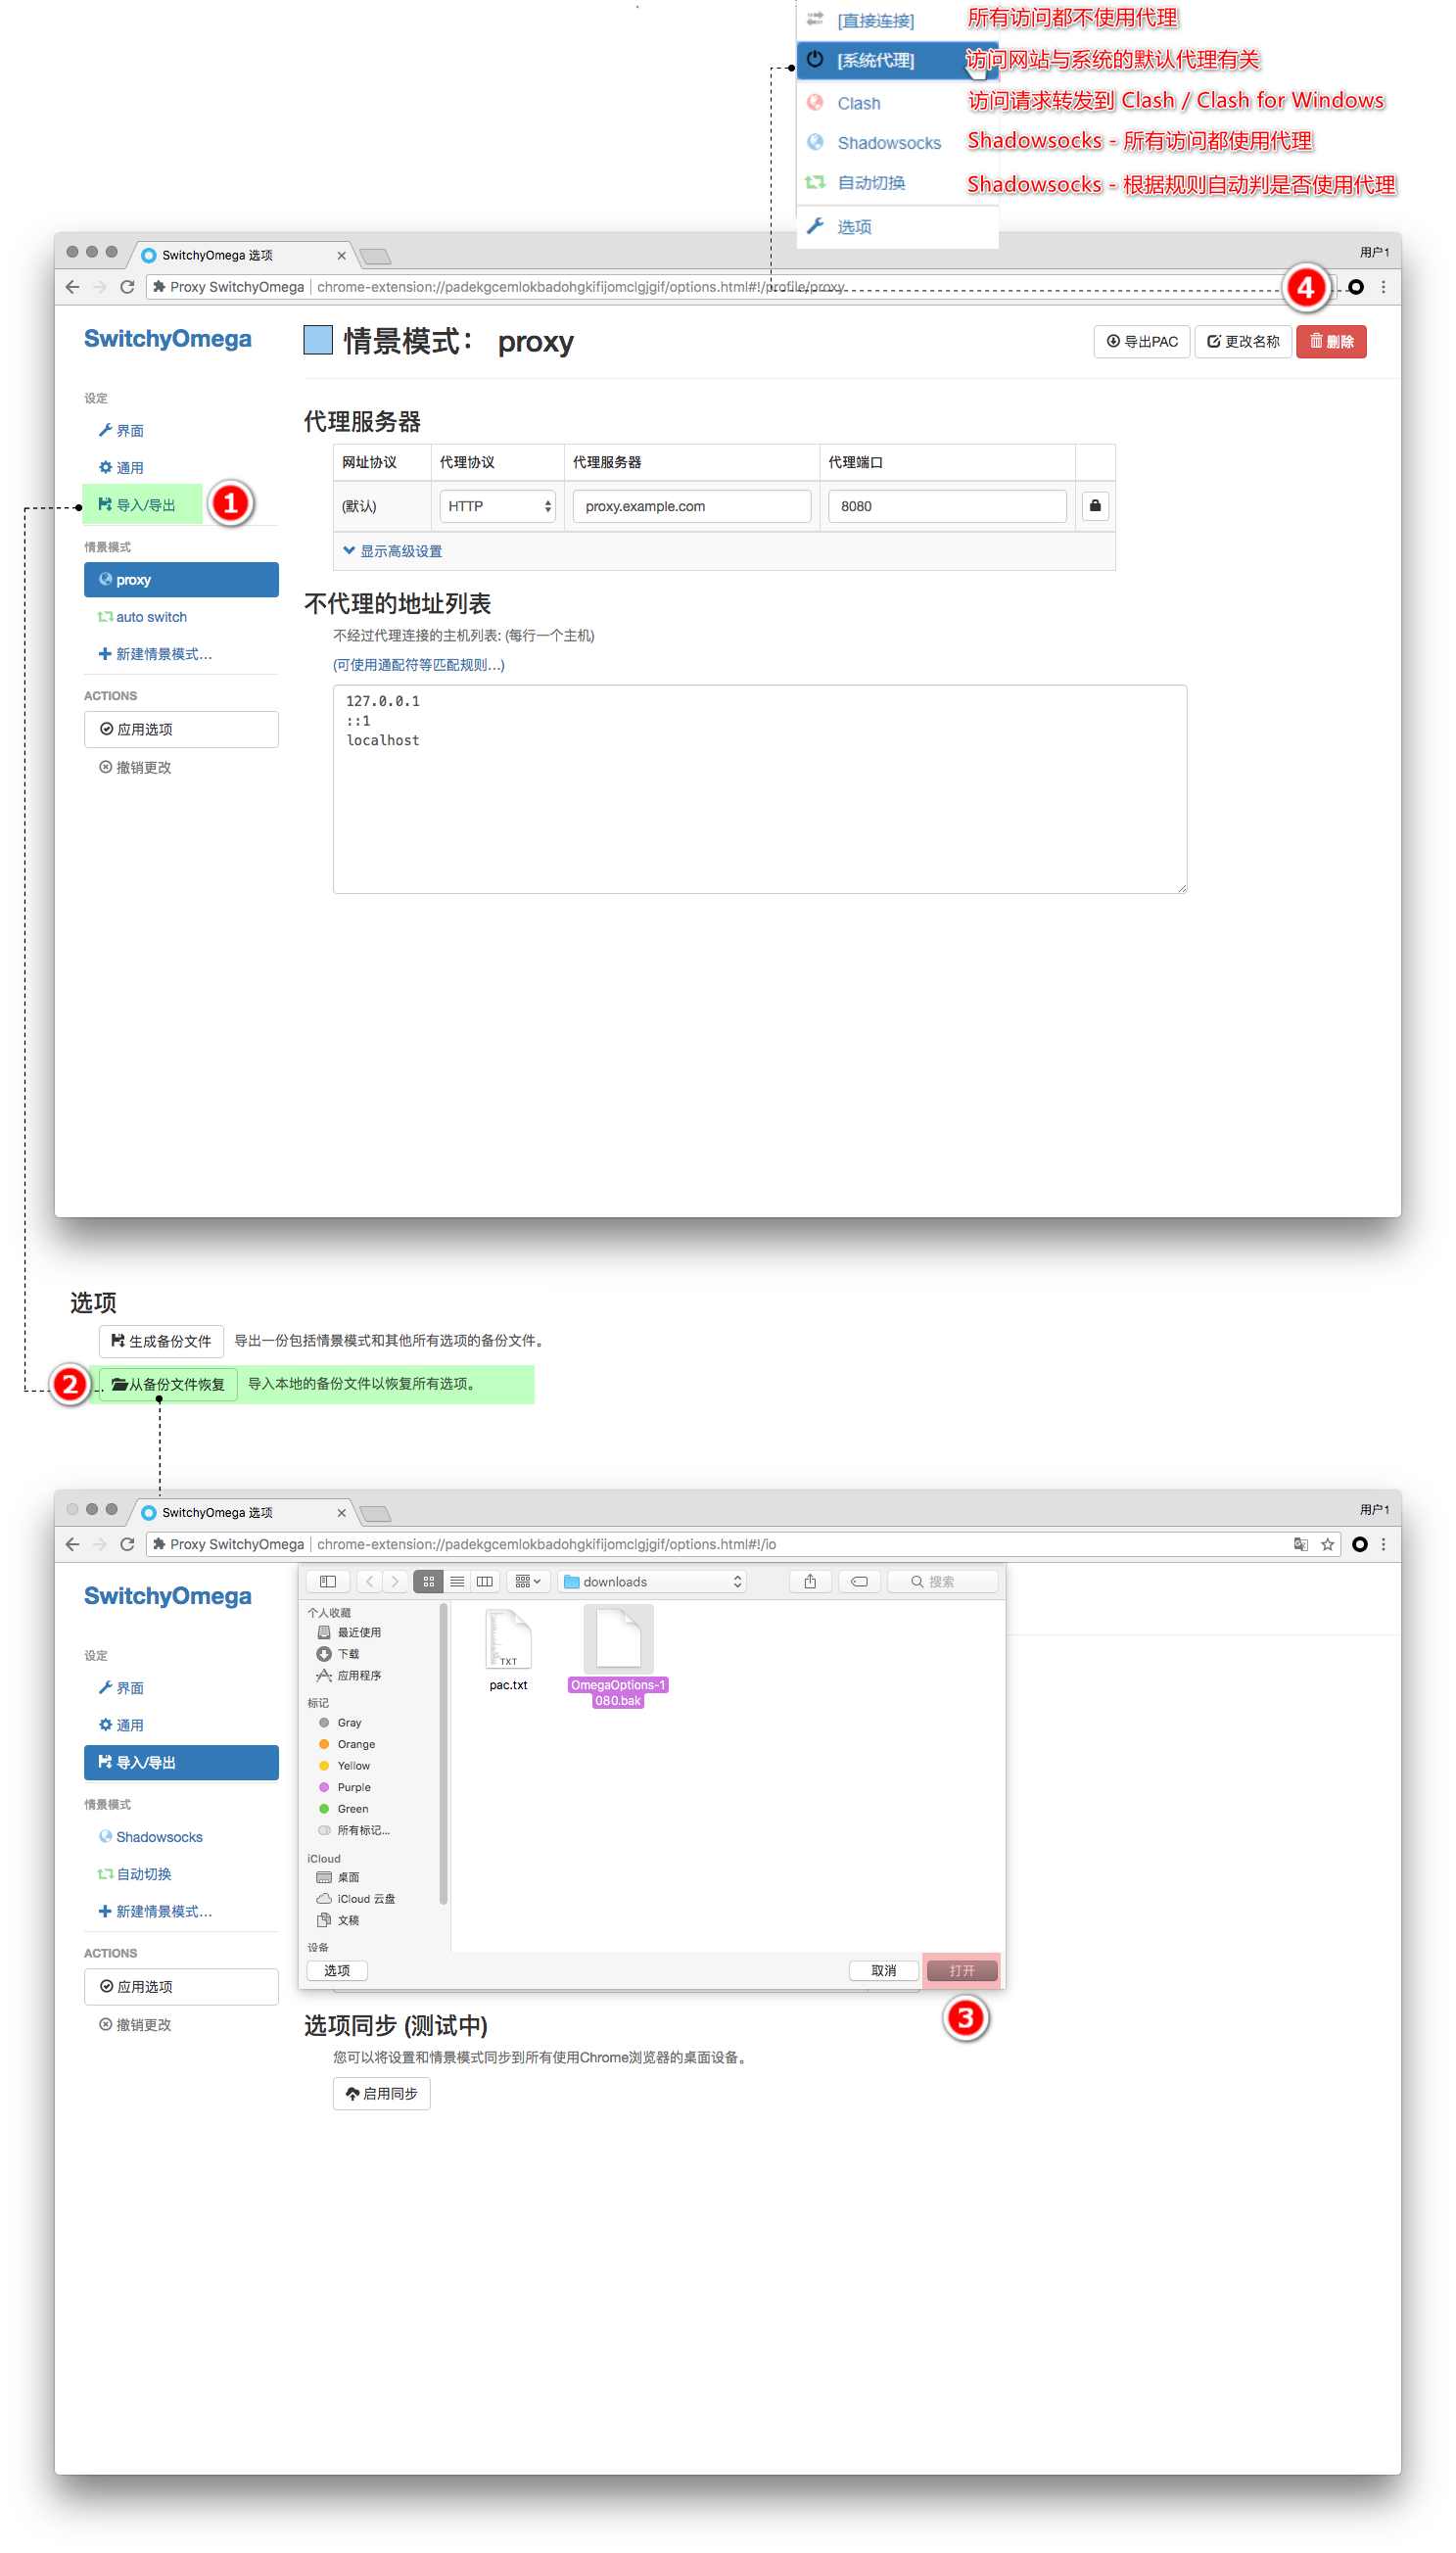 [直接连接] 所有访问都不使用代理
[系统代理] 访问网站与系统的默认代理有关
Clash 访问请求转发到 Clash / Clash for Windows
Shadowsocks Shadowsocks - 所有访问都使用代理
自动切换 Shadowsocks - 根据规则自动判是否使用代理
选项
SwitchyOmega 选项
用户1
Proxy SwitchyOmega | chrome-extension://padekgcemlokbadohgkifijomclgjgif/options.html#!/profile/proxy
4
SwitchyOmega
情景模式： proxy
导出PAC
更改名称
删除
设定
界面
通用
导入/导出
1
情景模式
proxy
auto switch
新建情景模式...
ACTIONS
应用选项
撤销更改
代理服务器
网址协议 代理协议 代理服务器 代理端口
(默认) HTTP proxy.example.com 8080
显示高级设置
不代理的地址列表
不经过代理连接的主机列表: (每行一个主机)
(可使用通配符等匹配规则...)
127.0.0.1
::1
localhost
选项
生成备份文件 导出一份包括情景模式和其他所有选项的备份文件。
2
从备份文件恢复 导入本地的备份文件以恢复所有选项。
SwitchyOmega 选项
用户1
Proxy SwitchyOmega | chrome-extension://padekgcemlokbadohgkifijomclgjgif/options.html#!/io
SwitchyOmega
设定
界面
通用
导入/导出
情景模式
Shadowsocks
自动切换
新建情景模式...
ACTIONS
应用选项
撤销更改
downloads
搜索
个人收藏
最近使用
下载
应用程序
标记
Gray
Orange
Yellow
Purple
Green
所有标记...
iCloud
桌面
iCloud 云盘
文稿
设备
TXT
pac.txt
OmegaOptions-1
080.bak
选项
取消
打开
3
选项同步 (测试中)
您可以将设置和情景模式同步到所有使用Chrome浏览器的桌面设备。
启用同步